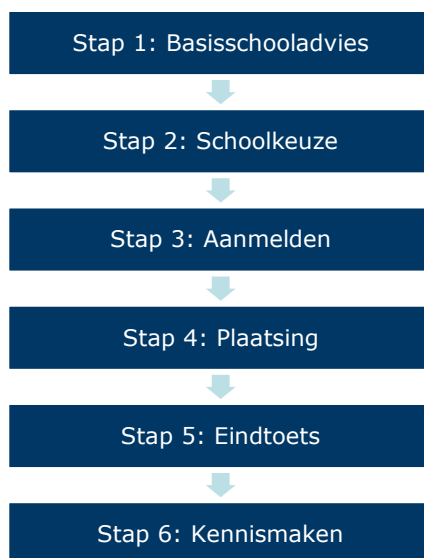 Stap 1: Basisschooladvies
Stap 2: Schoolkeuze
Stap 3: Aanmelden
Stap 4: Plaatsing
Stap 5: Eindtoets
Stap 6: Kennismaken